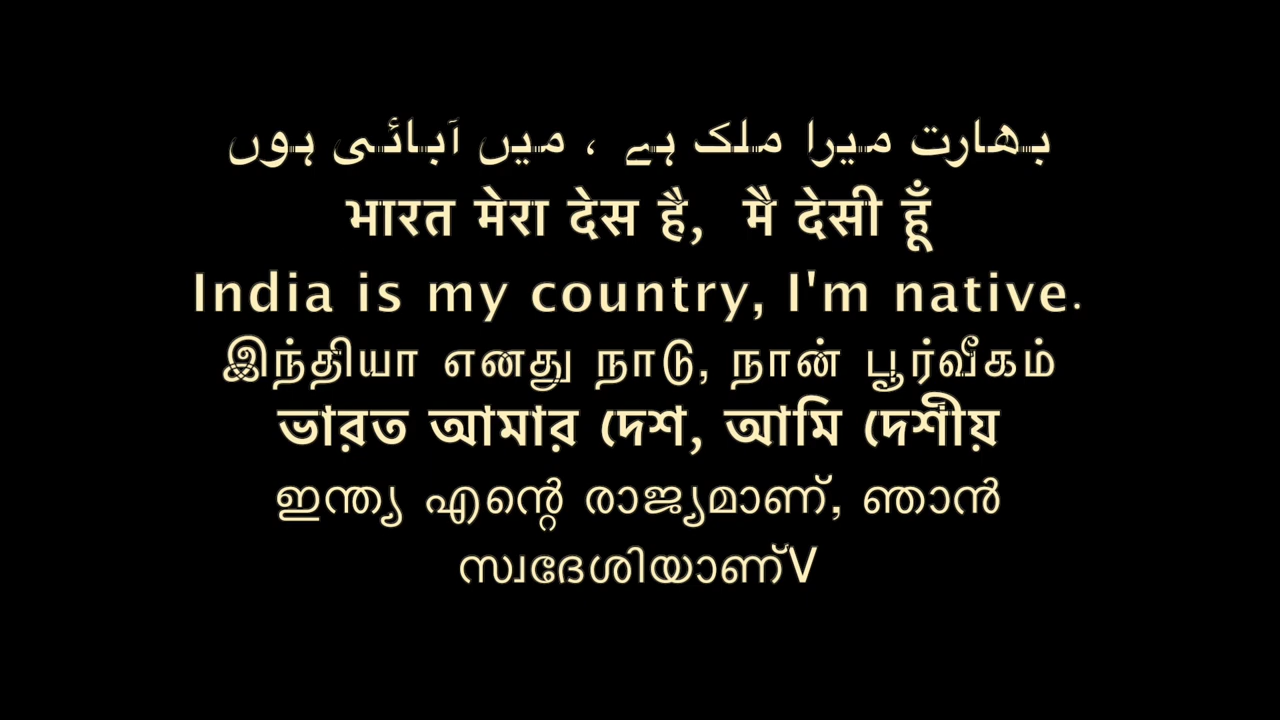 بھارت میرا ملک ہے ، میں آبائی ہوں
भारत मेरा देस है, मै देसी हूँ
India is my country, I'm native.
இந்தியா எனது நாடு, நான் பூர்வீகம்
ভারত আমার দেশ, আমি দেশীয়
ഇന്ത്യ എന്റെ രാജ്യമാണ്, ഞാൻ
സ്വദേശിയാണ്V